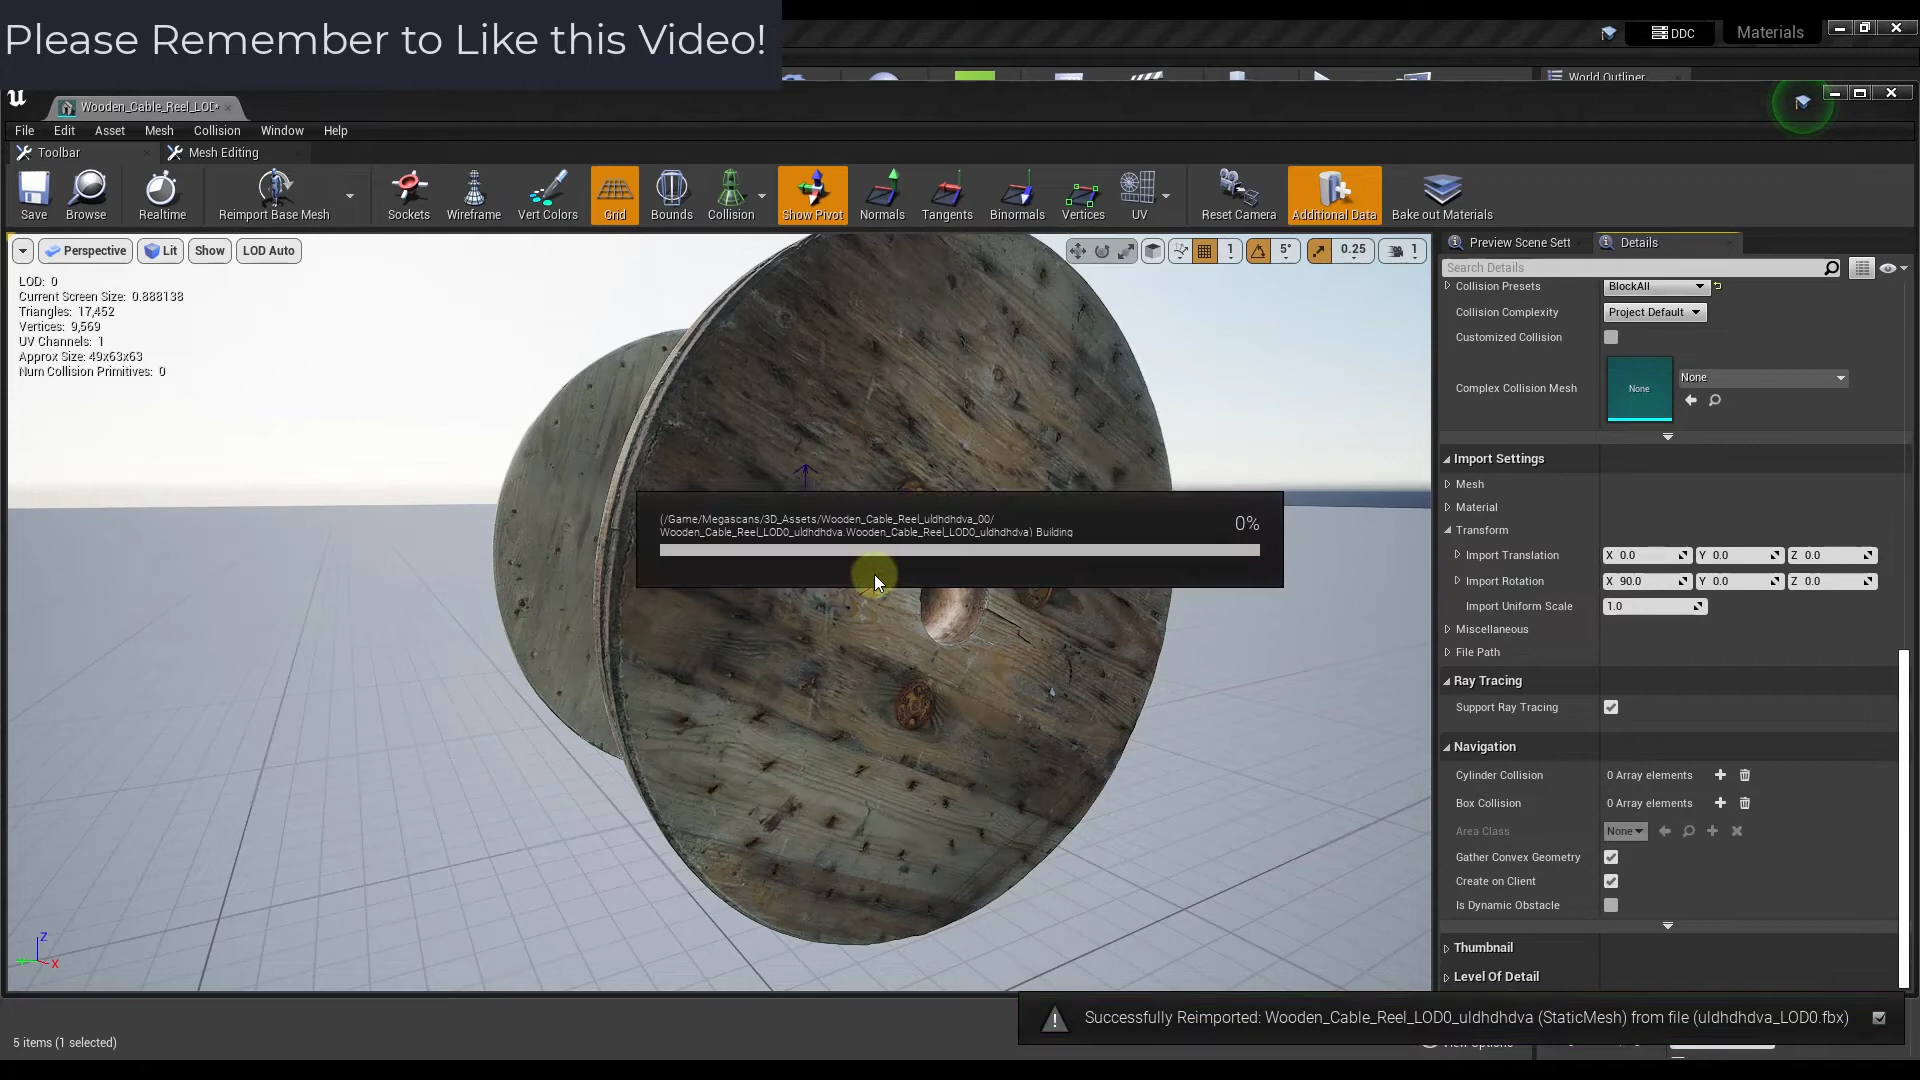 Please Remember to Like this Video!
DDC
Materials
World Outliner
Wooden_Cable_Reel_LOD*
File Edit Asset Mesh Collision Window Help
Toolbar
Mesh Editing
Save
Browse
Realtime
Reimport Base Mesh
Sockets
Wireframe
Vert Colors
Grid
Bounds
Collision
Show Pivot
Normals
Tangents
Binormals
Vertices
UV
Reset Camera
Additional Data
Bake out Materials
Perspective
Lit
Show
LOD Auto
1
5°
0.25
1
LOD: 0
Current Screen Size: 0.888138
Triangles: 17,452
Vertices: 9,569
UV Channels: 1
Approx Size: 49x63x63
Num Collision Primitives: 0
(/Game/Megascans/3D_Assets/Wooden_Cable_Reel_uldhdhdva_00/
Wooden_Cable_Reel_LOD0_uldhdhdva.Wooden_Cable_Reel_LOD0_uldhdhdva) Building
0%
Z
X
Preview Scene Sett
Details
Search Details
Collision Presets BlockAll
Collision Complexity Project Default
Customized Collision
Complex Collision Mesh None None
Import Settings
Mesh
Material
Transform
Import Translation X 0.0 Y 0.0 Z 0.0
Import Rotation X 90.0 Y 0.0 Z 0.0
Import Uniform Scale 1.0
Miscellaneous
File Path
Ray Tracing
Support Ray Tracing
Navigation
Cylinder Collision 0 Array elements
Box Collision 0 Array elements
Area Class None
Gather Convex Geometry
Create on Client
Is Dynamic Obstacle
Thumbnail
Level Of Detail
Successfully Reimported: Wooden_Cable_Reel_LOD0_uldhdhdva (StaticMesh) from file (uldhdhdva_LOD0.fbx)
5 items (1 selected)
View Options